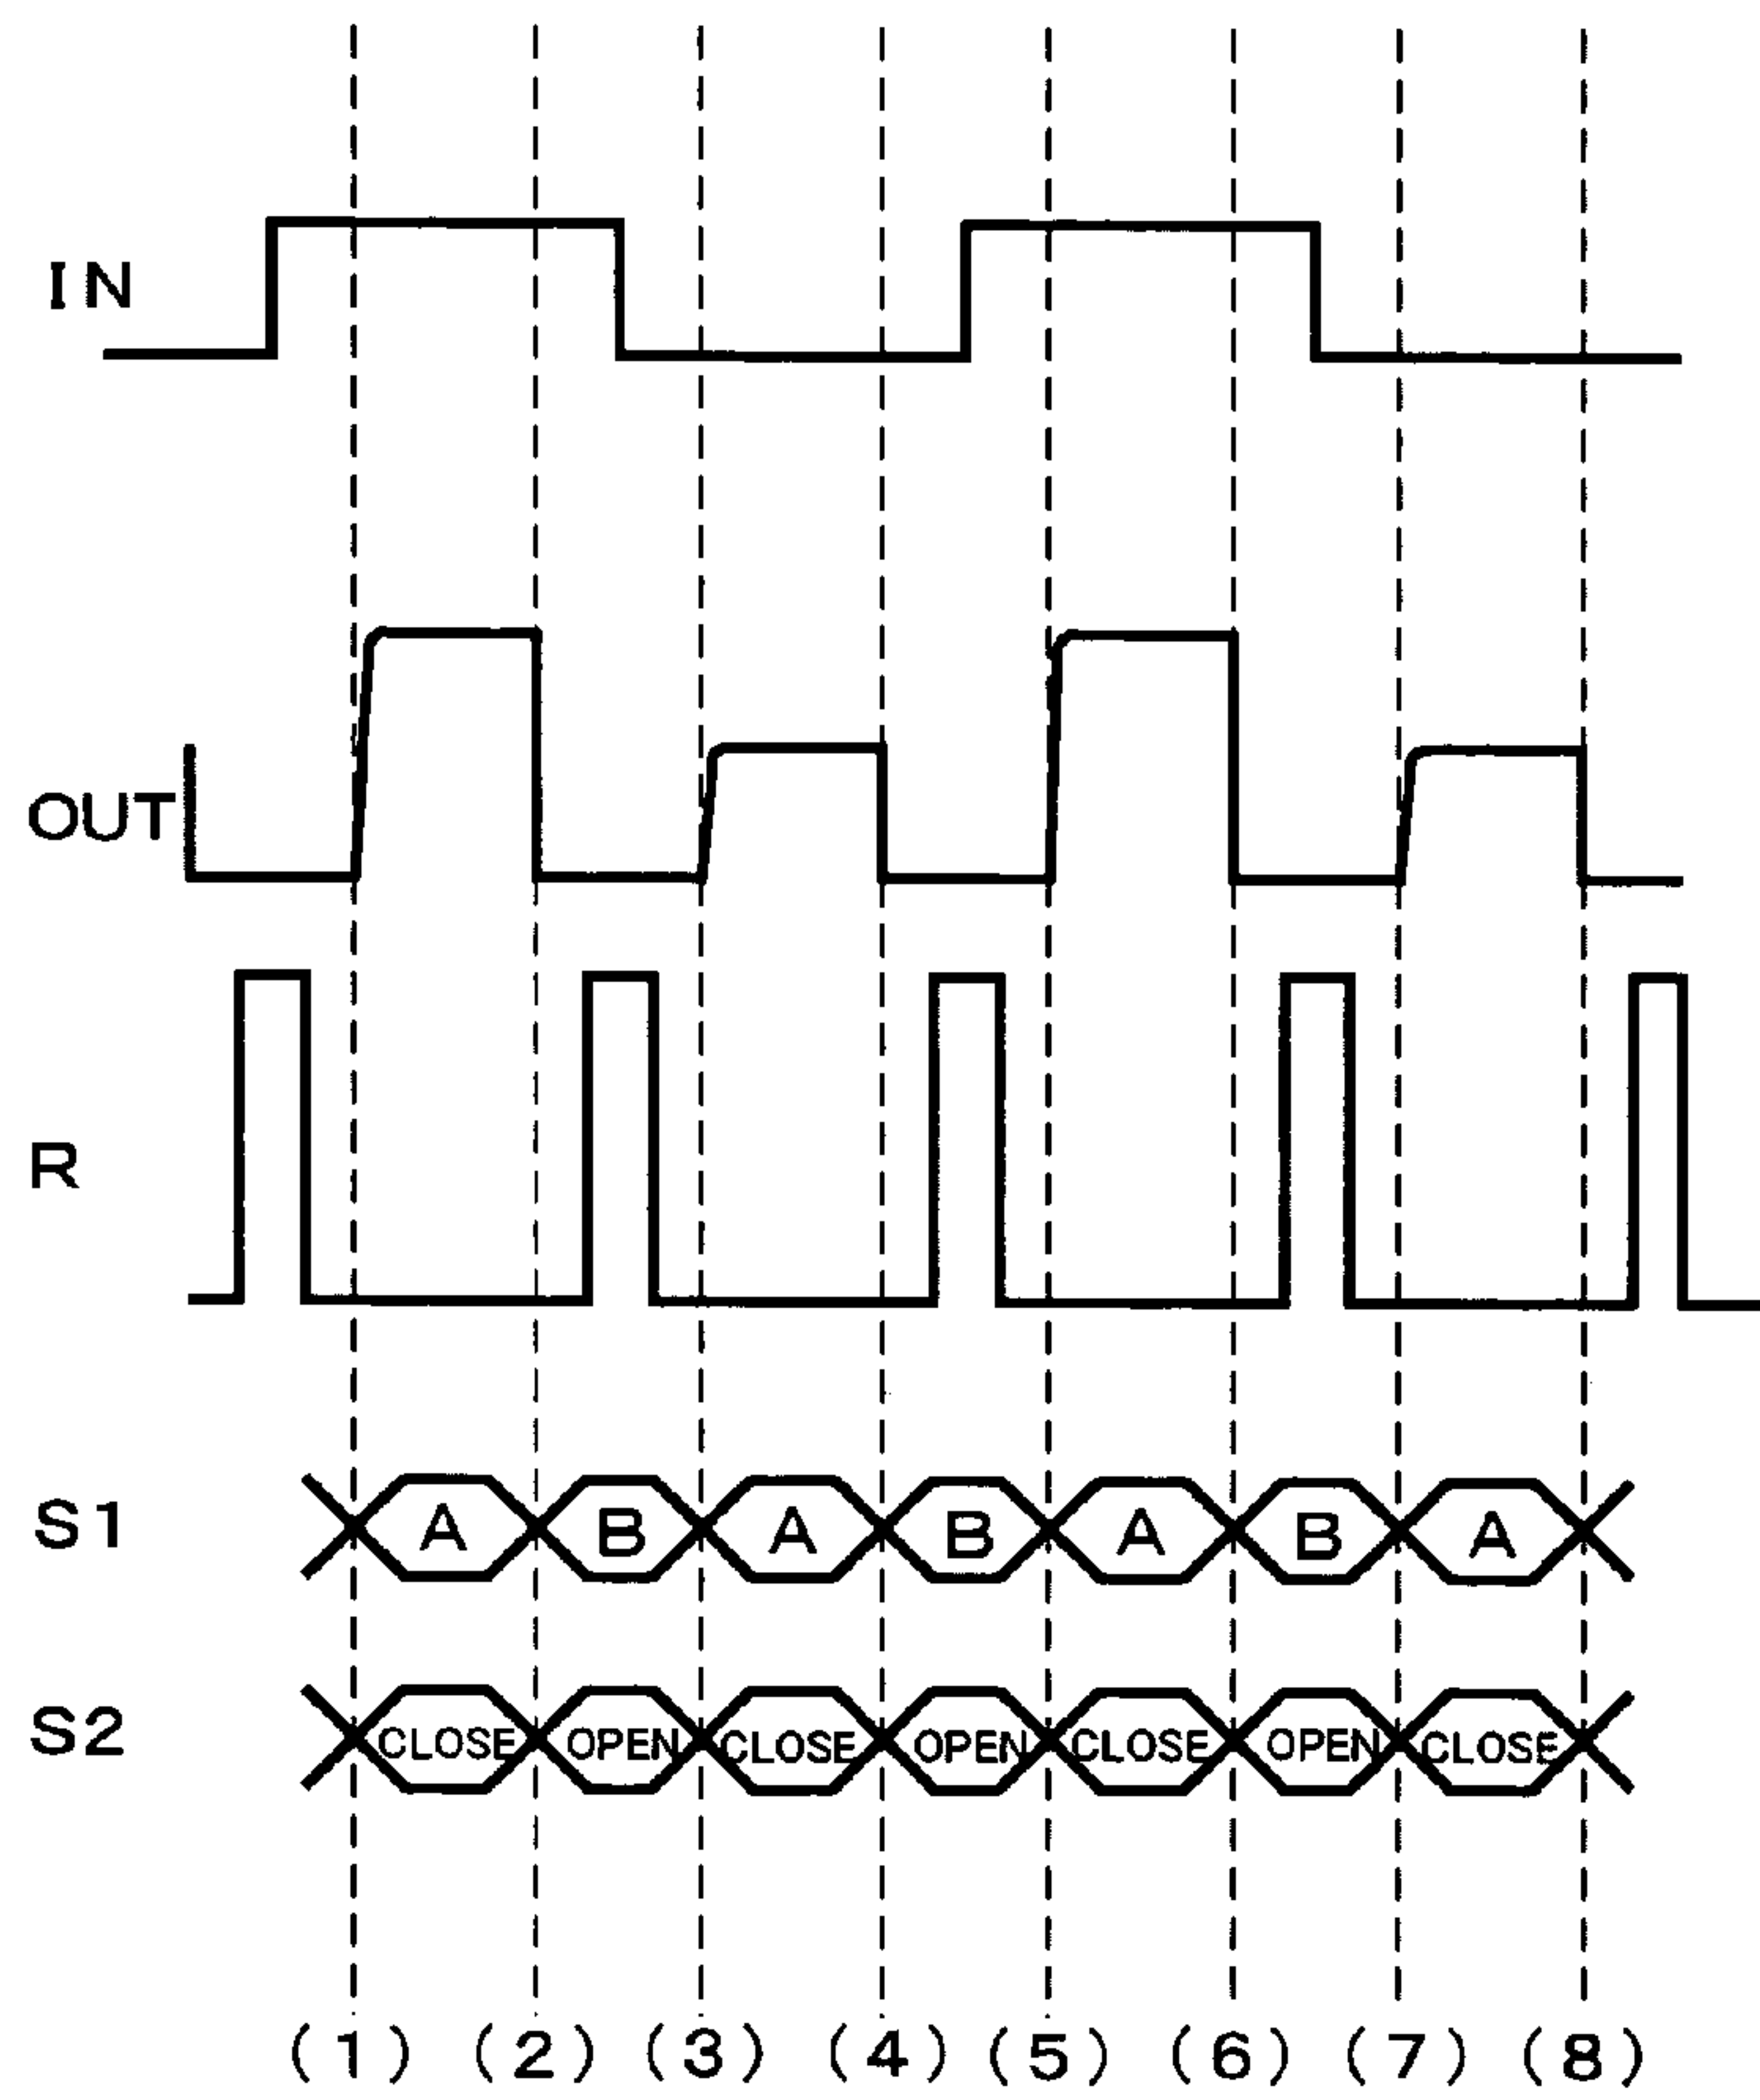 IN
OUT
R
S1 A B A B A B A
S2 CLOSE OPEN CLOSE OPEN CLOSE OPEN CLOSE
(1) (2) (3) (4) (5) (6) (7) (8)